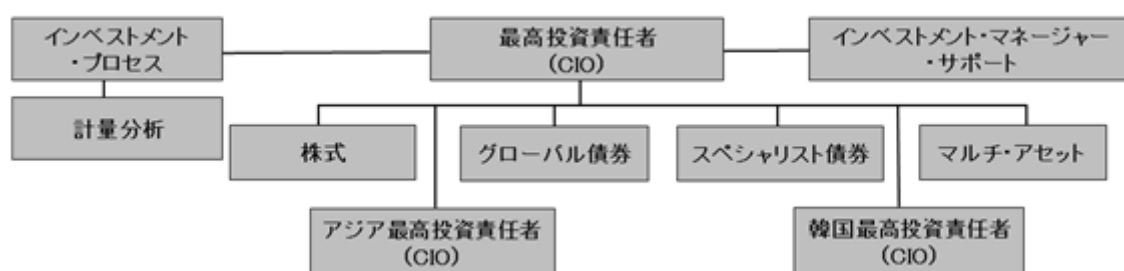 インベストメント
・プロセス
最高投資責任者
(CIO)
インベストメント・マネージャー
・サポート
計量分析
株式
グローバル債券
スペシャリスト債券
マルチ・アセット
アジア最高投資責任者
(CIO)
韓国最高投資責任者
(CIO)